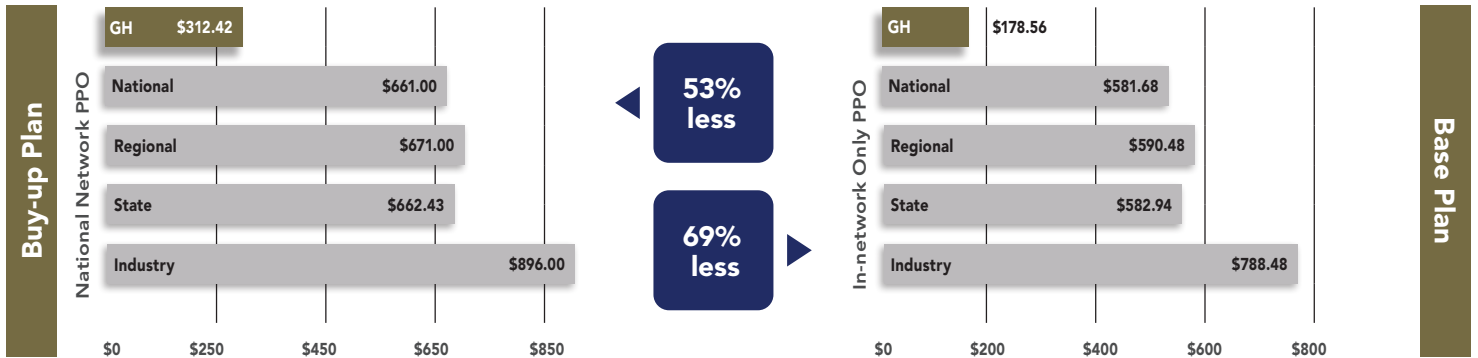 Buy-up Plan
National Network PPO
GH $312.42
National $661.00
Regional $671.00
State $662.43
Industry $896.00
$0 $250 $450 $650 $850
53%
less
69%
less
In-network Only PPO
GH $178.56
National $581.68
Regional $590.48
State $582.94
Industry $788.48
$0 $200 $400 $600 $800
Base Plan